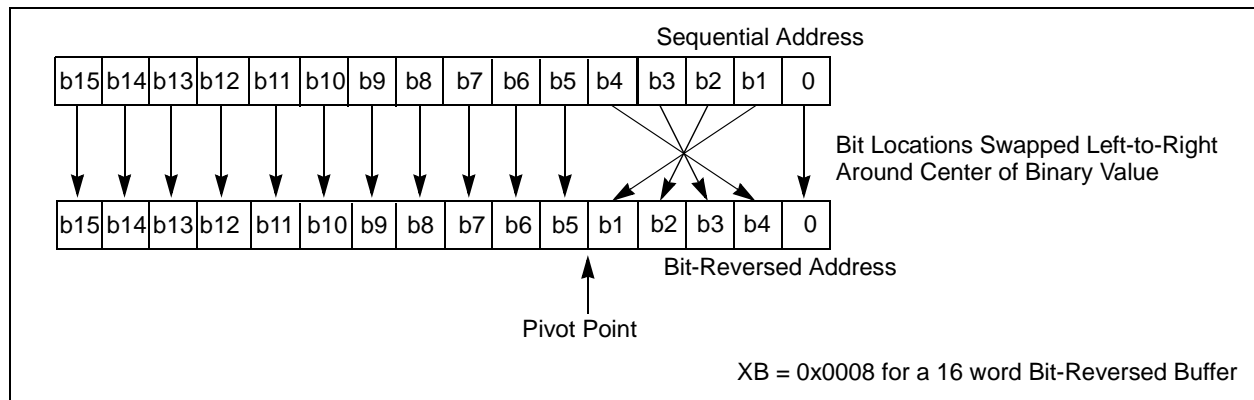 Sequential Address
b15 b14 b13 b12 b11 b10 b9 b8 b7 b6 b5 b4 b3 b2 b1 0
Bit Locations Swapped Left-to-Right
Around Center of Binary Value
b15 b14 b13 b12 b11 b10 b9 b8 b7 b6 b5 b1 b2 b3 b4 0
Bit-Reversed Address
Pivot Point
XB = 0x0008 for a 16 word Bit-Reversed Buffer